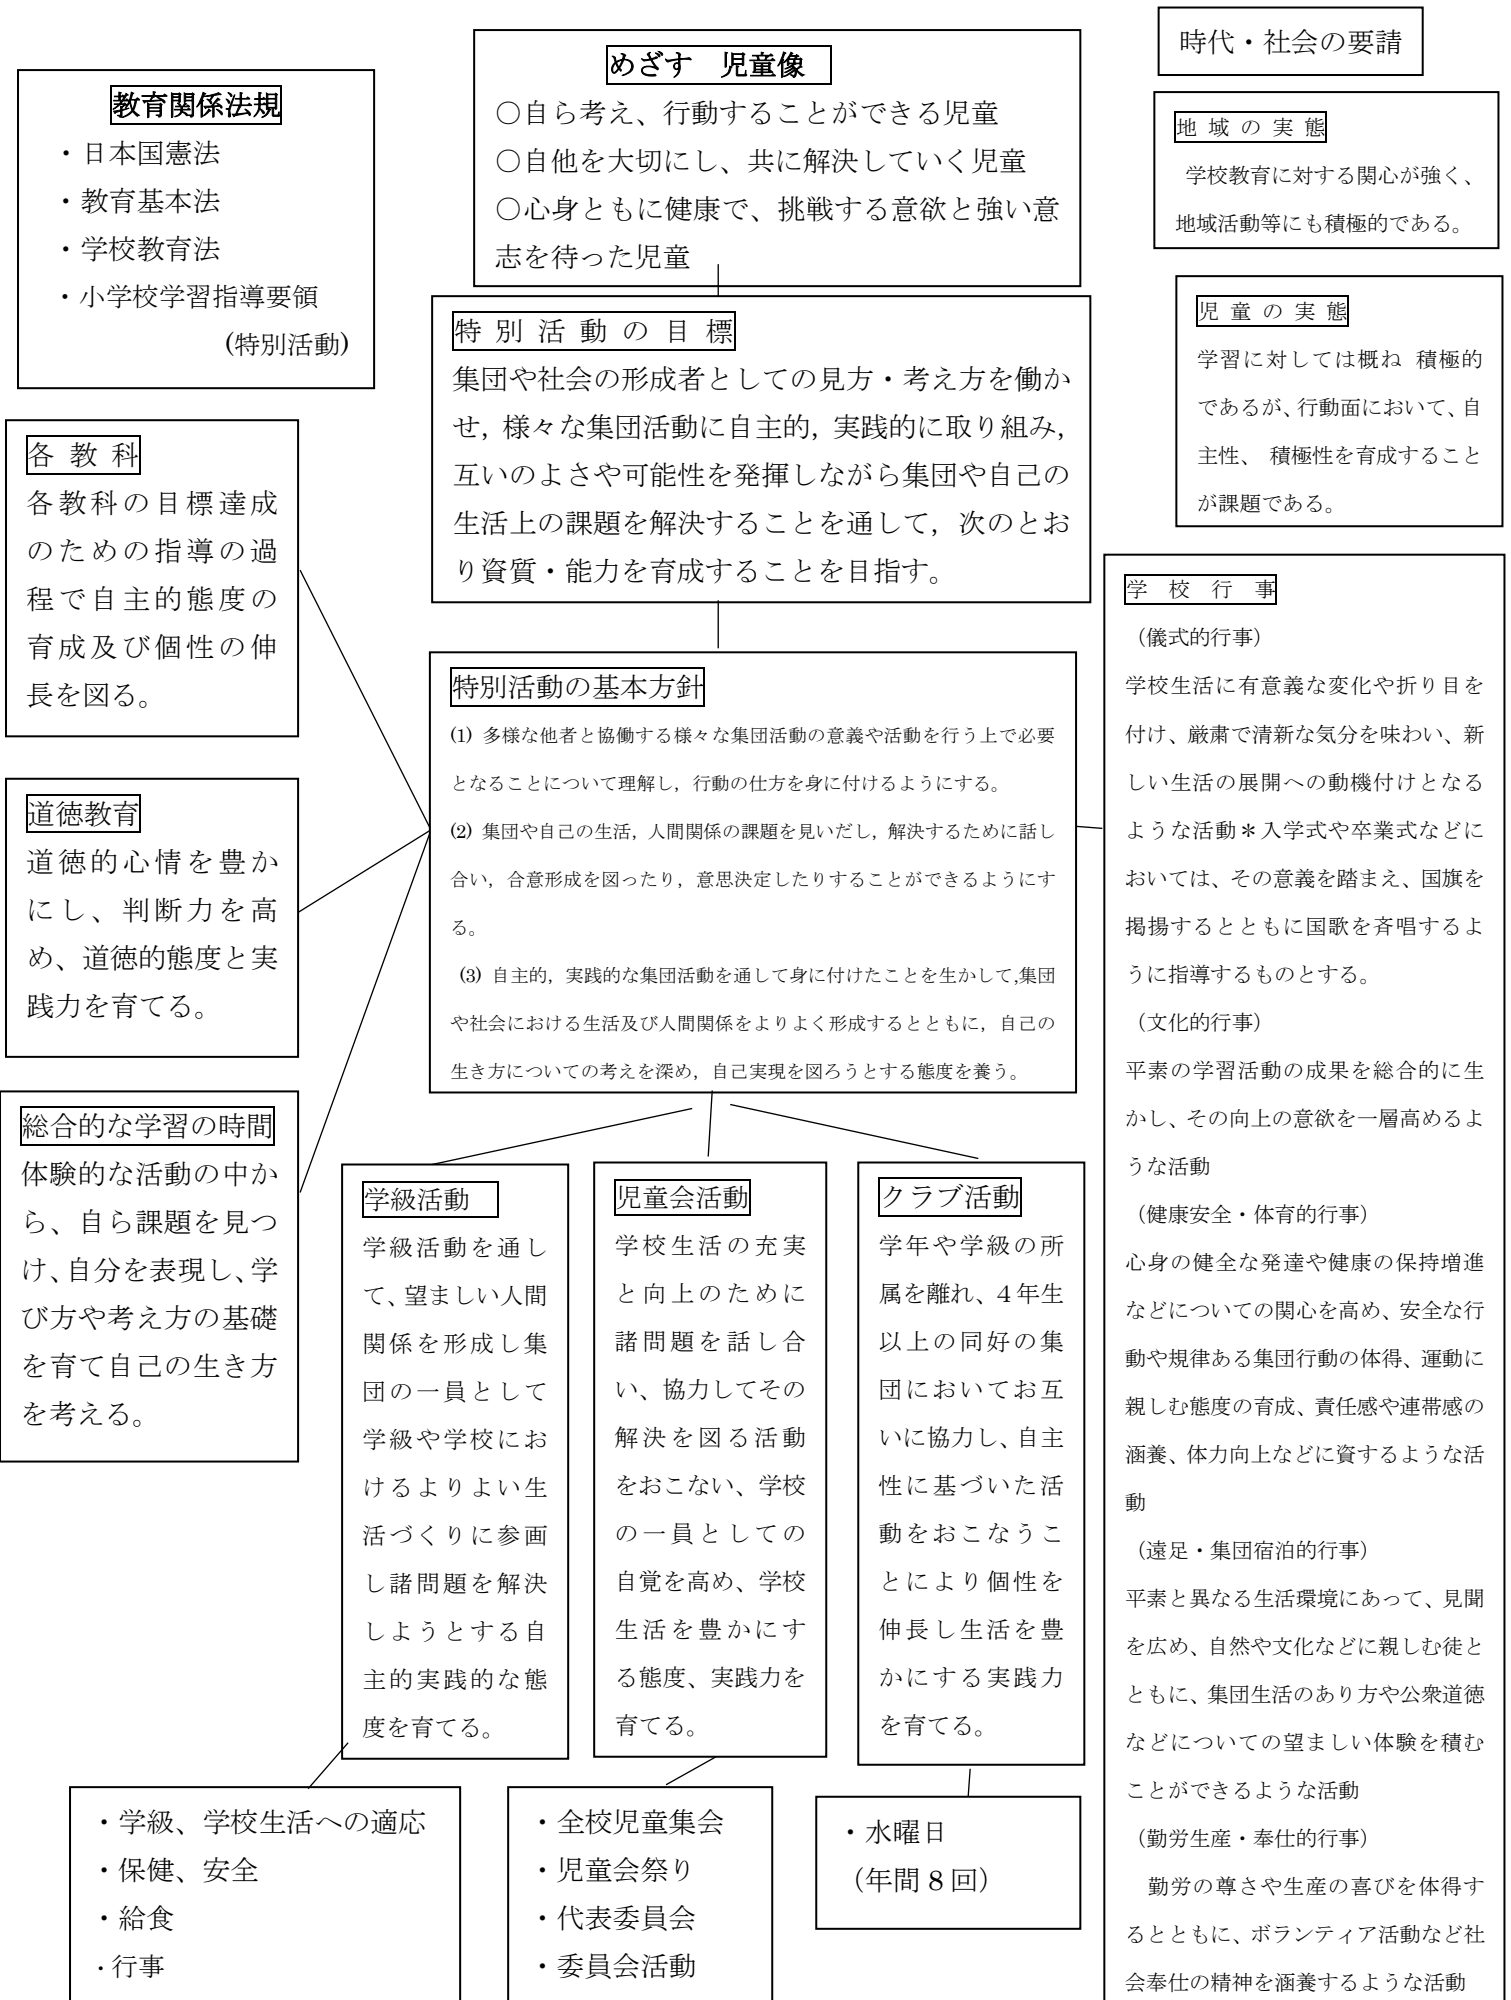 時代・社会の要請
めざす　児童像
〇自ら考え、行動することができる児童
〇自他を大切にし、共に解決していく児童
〇心身ともに健康で、挑戦する意欲と強い意
志を待った児童
教育関係法規
・日本国憲法
・教育基本法
・学校教育法
・小学校学習指導要領
(特別活動)
地域の実態
学校教育に対する関心が強く、
地域活動等にも積極的である。
児童の実態
学習に対しては概ね 積極的
であるが、行動面において、自
主性、 積極性を育成すること
が課題である。
特別活動の目標
集団や社会の形成者としての見方・考え方を働か
せ，様々な集団活動に自主的，実践的に取り組み，
互いのよさや可能性を発揮しながら集団や自己の
生活上の課題を解決することを通して，次のとお
り資質・能力を育成することを目指す。
各教科
各教科の目標達成
のための指導の過
程で自主的態度の
育成及び個性の伸
長を図る。
道徳教育
道徳的心情を豊か
にし、判断力を高
め、道徳的態度と実
践力を育てる。
総合的な学習の時間
体験的な活動の中か
ら、自ら課題を見つ
け、自分を表現し、学
び方や考え方の基礎
を育て自己の生き方
を考える。
特別活動の基本方針
(1) 多様な他者と協働する様々な集団活動の意義や活動を行う上で必要
となることについて理解し，行動の仕方を身に付けるようにする。
(2) 集団や自己の生活，人間関係の課題を見いだし，解決するために話し
合い，合意形成を図ったり，意思決定したりすることができるようにす
る。
(3) 自主的，実践的な集団活動を通して身に付けたことを生かして,集団
や社会における生活及び人間関係をよりよく形成するとともに，自己の
生き方についての考えを深め，自己実現を図ろうとする態度を養う。
学校行事
（儀式的行事）
学校生活に有意義な変化や折り目を
付け、厳粛で清新な気分を味わい、新
しい生活の展開への動機付けとなる
ような活動＊入学式や卒業式などに
おいては、その意義を踏まえ、国旗を
掲揚するとともに国歌を斉唱するよ
うに指導するものとする。
（文化的行事）
平素の学習活動の成果を総合的に生
かし、その向上の意欲を一層高めるよ
うな活動
（健康安全・体育的行事）
心身の健全な発達や健康の保持増進
などについての関心を高め、安全な行
動や規律ある集団行動の体得、運動に
親しむ態度の育成、責任感や連帯感の
涵養、体力向上などに資するような活
動
（遠足・集団宿泊的行事）
平素と異なる生活環境にあって、見聞
を広め、自然や文化などに親しむ徒と
ともに、集団生活のあり方や公衆道徳
などについての望ましい体験を積む
ことができるような活動
（勤労生産・奉仕的行事）
勤労の尊さや生産の喜びを体得す
るとともに、ボランティア活動など社
会奉仕の精神を涵養するような活動
学級活動
学級活動を通し
て、望ましい人間
関係を形成し集
団の一員として
学級や学校にお
けるよりよい生
活づくりに参画
し諸問題を解決
しようとする自
主的実践的な態
度を育てる。
児童会活動
学校生活の充実
と向上のために
諸問題を話し合
い、協力してその
解決を図る活動
をおこない、学校
の一員としての
自覚を高め、学校
生活を豊かにす
る態度、実践力を
育てる。
クラブ活動
学年や学級の所
属を離れ、４年生
以上の同好の集
団においてお互
いに協力し、自主
性に基づいた活
動をおこなうこ
とにより個性を
伸長し生活を豊
かにする実践力
を育てる。
・学級、学校生活への適応
・保健、安全
・給食
・行事
・全校児童集会
・児童会祭り
・代表委員会
・委員会活動
・水曜日
（年間８回）